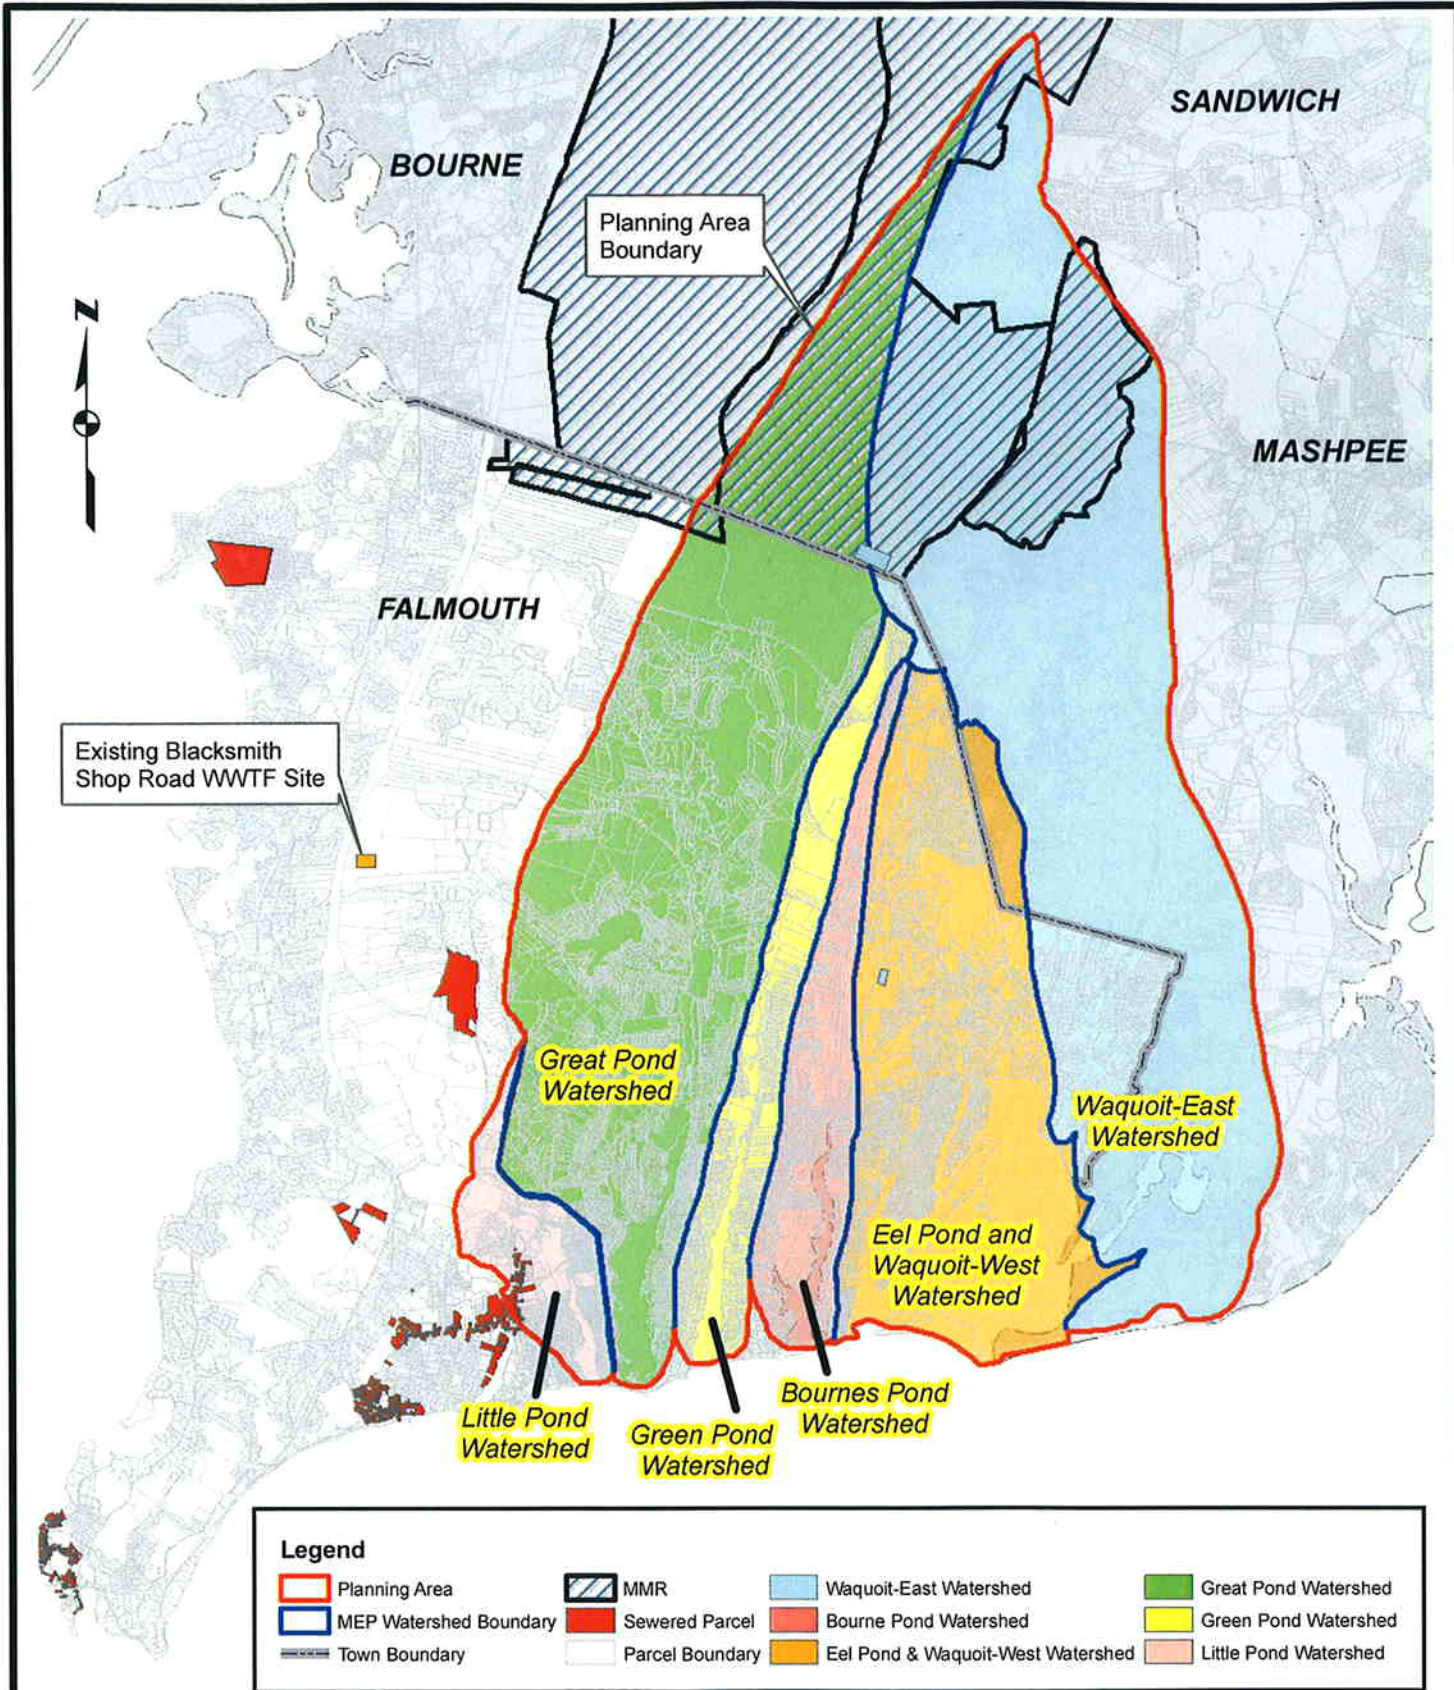 SANDWICH
BOURNE
Planning Area
Boundary
N
MASHPEE
FALMOUTH
Existing Blacksmith
Shop Road WWTF Site
Great Pond
Watershed
Waquoit-East
Watershed
Eel Pond and
Waquoit-West
Watershed
Bournes Pond
Watershed
Little Pond
Watershed
Green Pond
Watershed
Legend
Planning Area
MEP Watershed Boundary
Town Boundary
MMR
Sewered Parcel
Parcel Boundary
Waquoit-East Watershed
Bourne Pond Watershed
Eel Pond & Waquoit-West Watershed
Great Pond Watershed
Green Pond Watershed
Little Pond Watershed